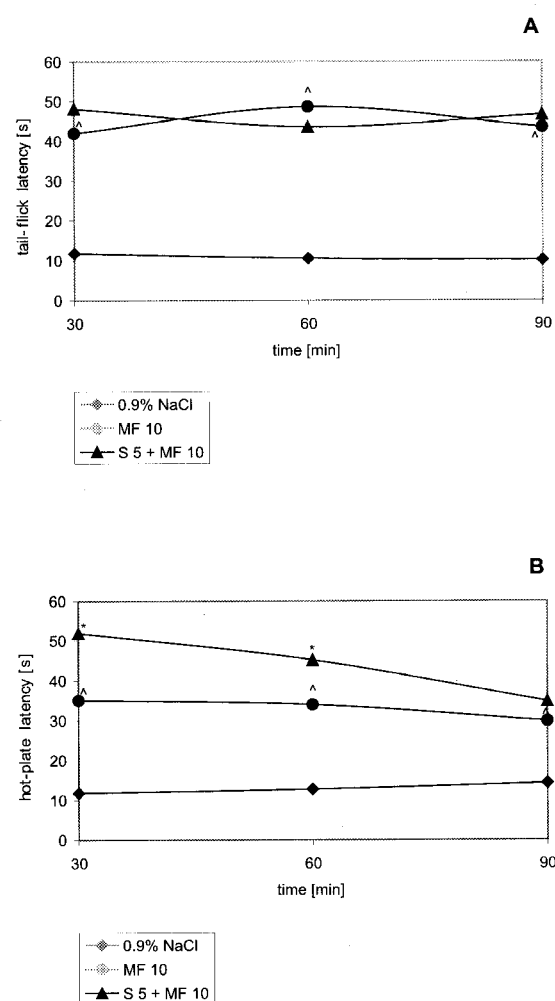 A
tail-flick latency [s]
60
50
40
30
20
10
0
^
^
^
30
60
90
time [min]
0.9% NaCl
MF 10
S 5 + MF 10
B
hot-plate latency [s]
60
50
40
30
20
10
0
*
*
^
^
^
30
60
90
time [min]
0.9% NaCl
MF 10
S 5 + MF 10